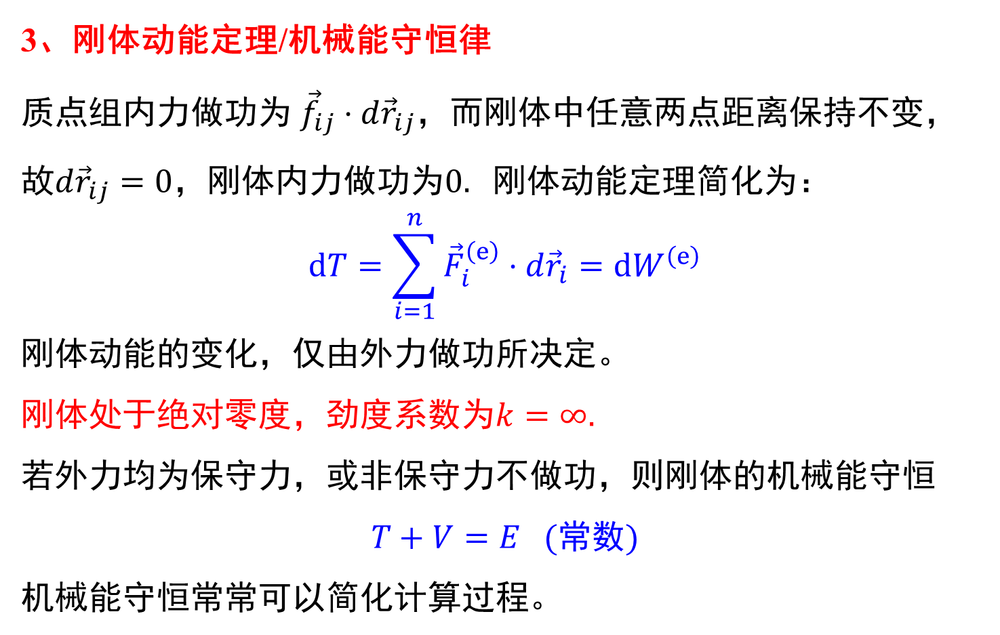 3、刚体动能定理/机械能守恒律
质点组内力做功为 $\vec{f}_{ij} \cdot d\vec{r}_{ij}$，而刚体中任意两点距离保持不变，
故$d\vec{r}_{ij} = 0$，刚体内力做功为0. 刚体动能定理简化为：
$\mathrm{d}T = \sum_{i=1}^{n} \vec{F}_i^{(\mathrm{e})} \cdot d\vec{r}_i = \mathrm{d}W^{(\mathrm{e})}$
刚体动能的变化，仅由外力做功所决定。
刚体处于绝对零度，劲度系数为$k = \infty$.
若外力均为保守力，或非保守力不做功，则刚体的机械能守恒
$T + V = E$ (常数)
机械能守恒常常可以简化计算过程。